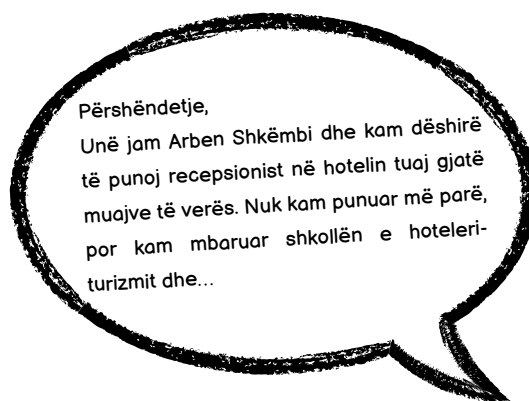 Përshëndetje,
Unë jam Arben Shkëmbi dhe kam dëshirë
të punoj recepsionist në hotelin tuaj gjatë
muajve të verës. Nuk kam punuar më parë,
por kam mbaruar shkollën e hoteleri-
turizmit dhe...